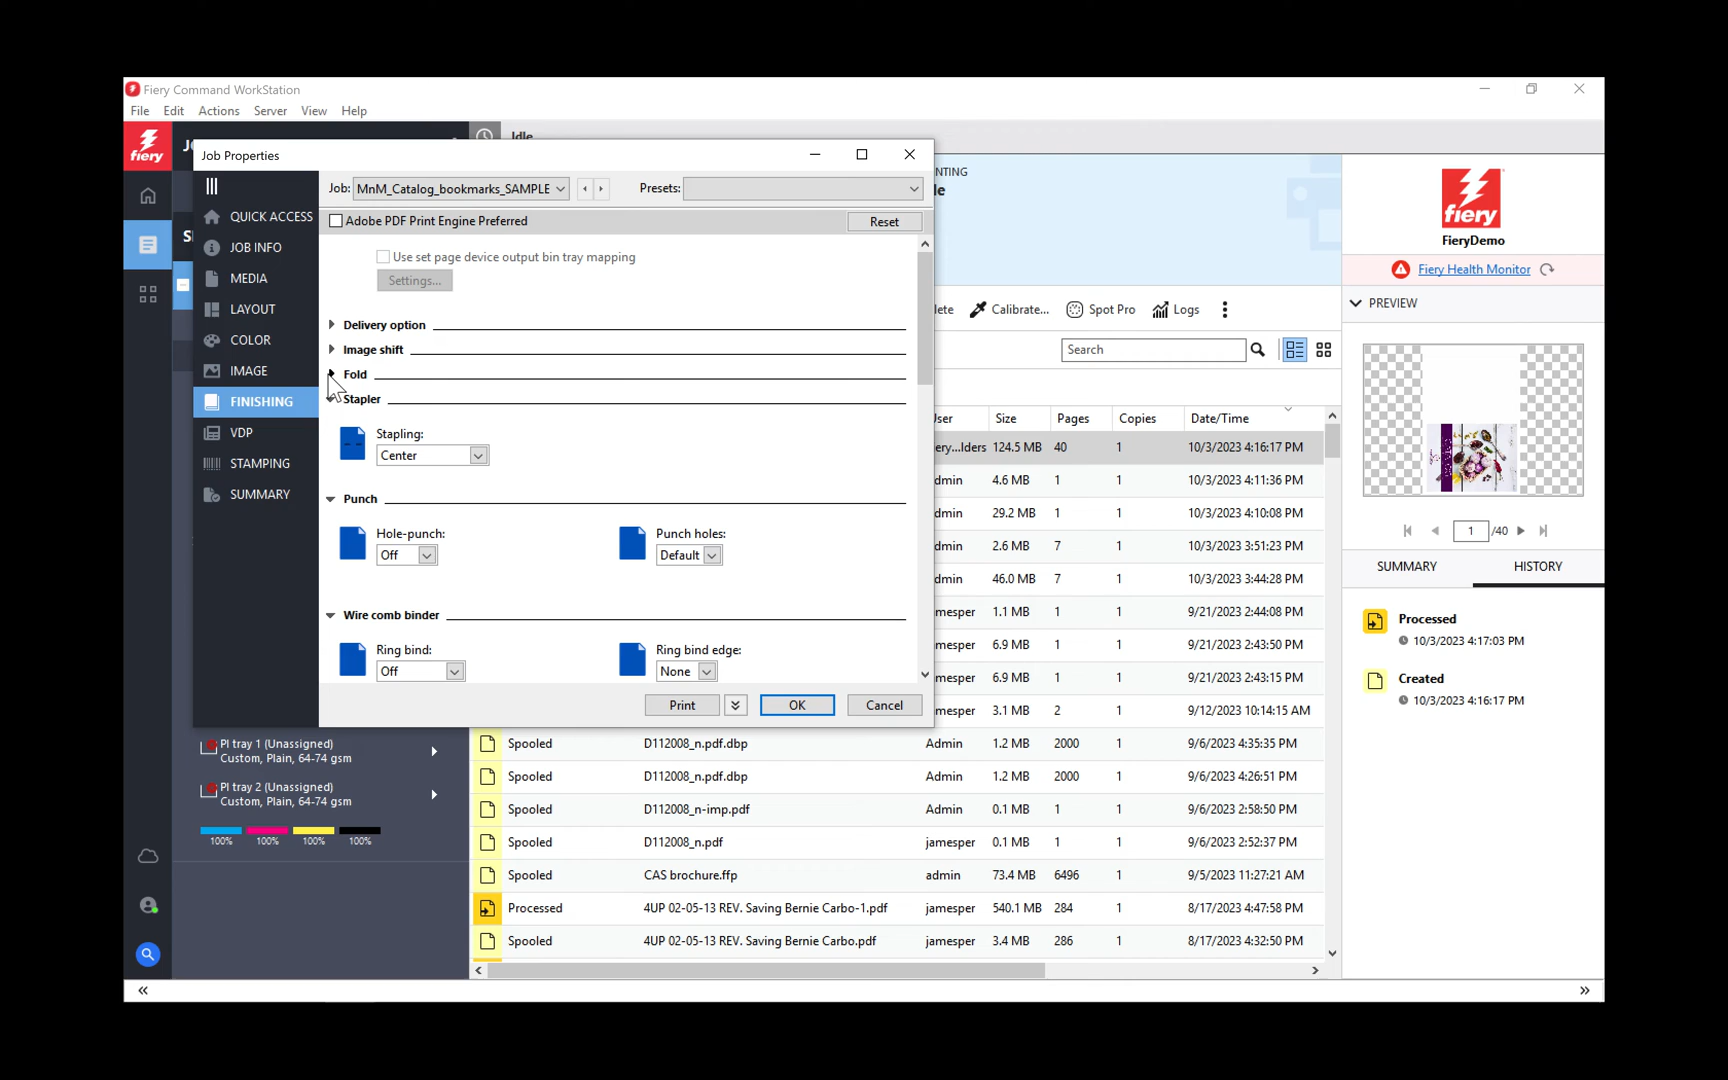 Fiery Command WorkStation
File Edit Actions Server View Help
fiery
Idle
Job Properties
Job: MnM_Catalog_bookmarks_SAMPLE
Presets:
Adobe PDF Print Engine Preferred
Reset
QUICK ACCESS
JOB INFO
MEDIA
LAYOUT
COLOR
IMAGE
FINISHING
VDP
STAMPING
SUMMARY
Use set page device output bin tray mapping
Settings...
Delivery option
Image shift
Fold
Stapler
Stapling:
Center
Punch
Hole-punch: Punch holes:
Off Default
Wire comb binder
Ring bind: Ring bind edge:
Off None
Print OK Cancel
PI tray 1 (Unassigned)
Custom, Plain, 64-74 gsm
PI tray 2 (Unassigned)
Custom, Plain, 64-74 gsm
100% 100% 100% 100%
NTING
le
lete Calibrate... Spot Pro Logs
Search
Size Pages Copies Date/Time
ery...lders 124.5 MB 40 1 10/3/2023 4:16:17 PM
dmin 4.6 MB 1 1 10/3/2023 4:11:36 PM
dmin 29.2 MB 1 1 10/3/2023 4:10:08 PM
dmin 2.6 MB 7 1 10/3/2023 3:51:23 PM
dmin 46.0 MB 7 1 10/3/2023 3:44:28 PM
mesper 1.1 MB 1 1 9/21/2023 2:44:08 PM
mesper 6.9 MB 1 1 9/21/2023 2:43:50 PM
mesper 6.9 MB 1 1 9/21/2023 2:43:15 PM
mesper 3.1 MB 2 1 9/12/2023 10:14:15 AM
Spooled D112008_n.pdf.dbp Admin 1.2 MB 2000 1 9/6/2023 4:35:35 PM
Spooled D112008_n.pdf.dbp Admin 1.2 MB 2000 1 9/6/2023 4:26:51 PM
Spooled D112008_n-imp.pdf Admin 0.1 MB 1 1 9/6/2023 2:58:50 PM
Spooled D112008_n.pdf jamesper 0.1 MB 1 1 9/6/2023 2:52:37 PM
Spooled CAS brochure.ffp admin 73.4 MB 6496 1 9/5/2023 11:27:21 AM
Processed 4UP 02-05-13 REV. Saving Bernie Carbo-1.pdf jamesper 540.1 MB 284 1 8/17/2023 4:47:58 PM
Spooled 4UP 02-05-13 REV. Saving Bernie Carbo.pdf jamesper 3.4 MB 286 1 8/17/2023 4:32:50 PM
fiery
FieryDemo
Fiery Health Monitor
PREVIEW
1 /40
SUMMARY HISTORY
Processed
10/3/2023 4:17:03 PM
Created
10/3/2023 4:16:17 PM